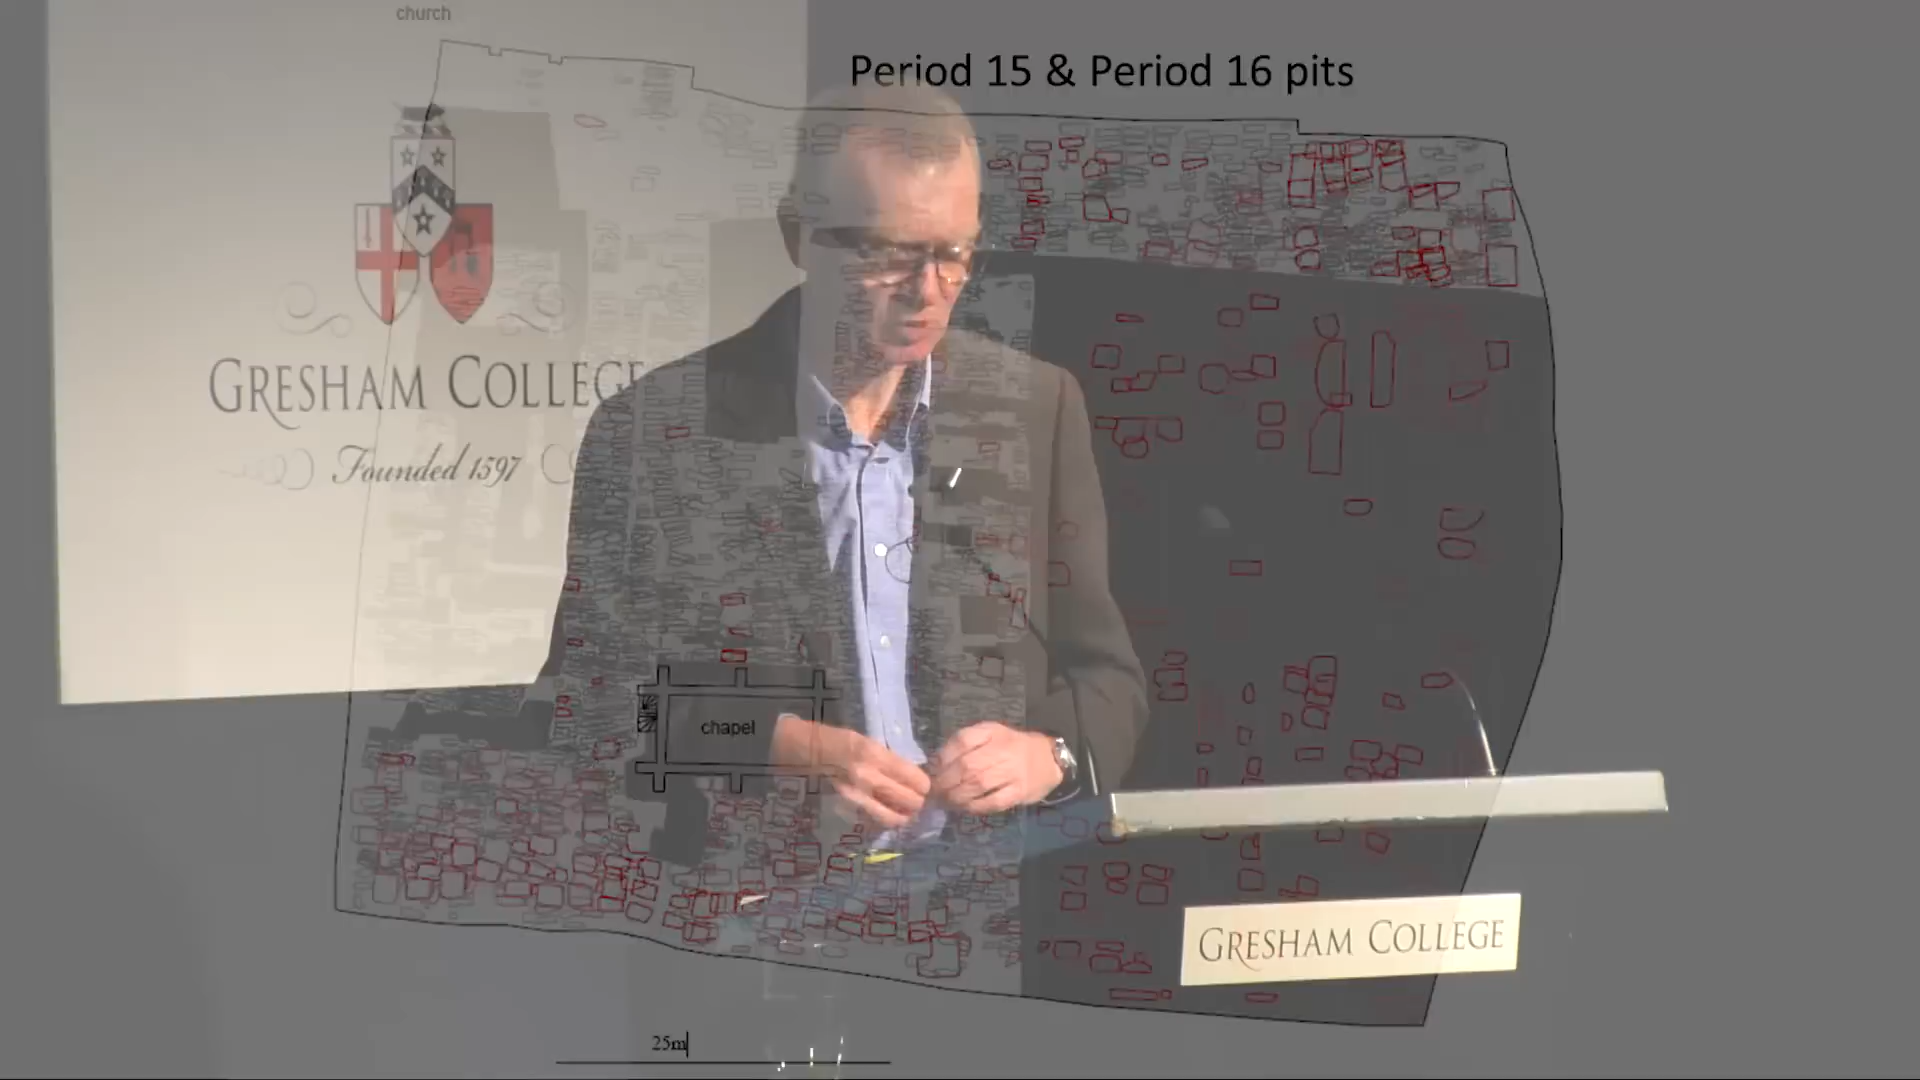 church
Period 15 & Period 16 pits
GRESHAM COLLEGE
Founded 1597
chapel
GRESHAM COLLEGE
25m